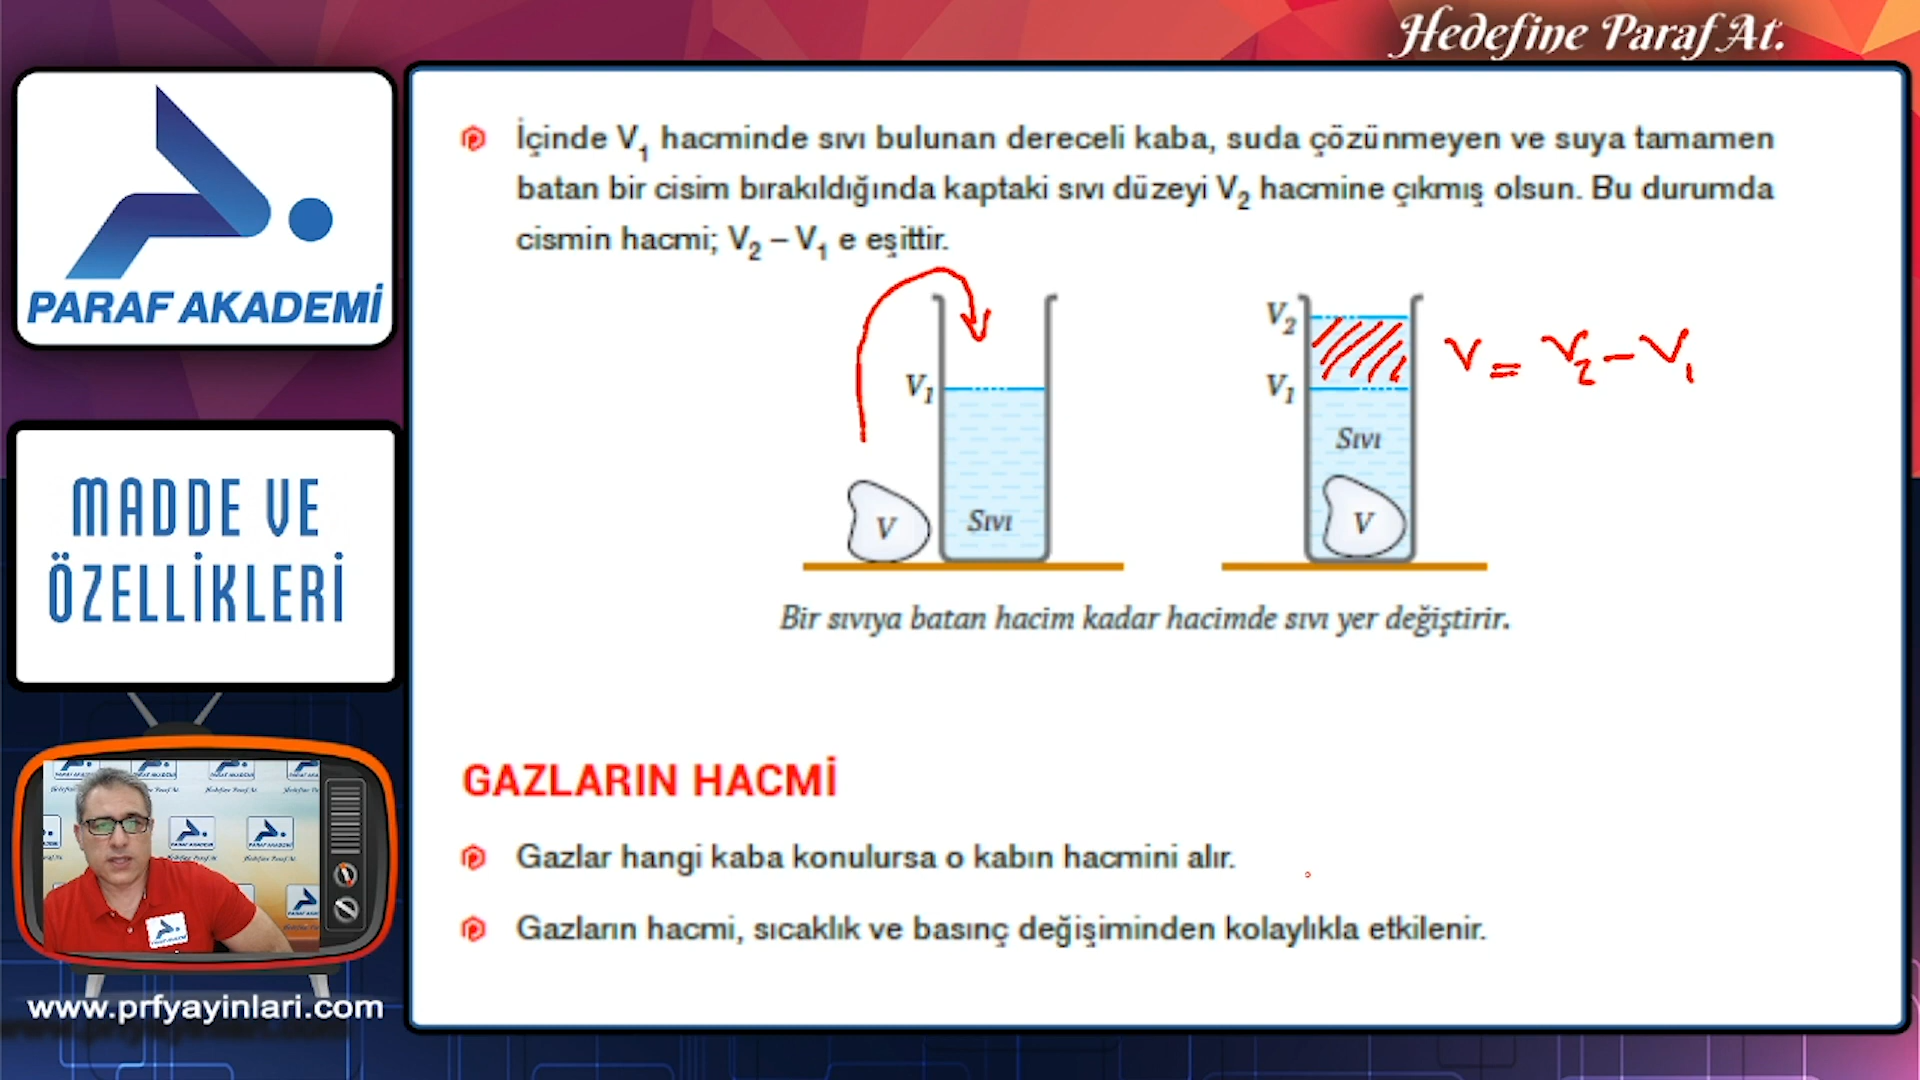 Hedefine Paraf At.
PARAF AKADEMİ
MADDE VE
ÖZELLİKLERİ
www.prfyayinlari.com
İçinde V₁ hacminde sıvı bulunan dereceli kaba, suda çözünmeyen ve suya tamamen
batan bir cisim bırakıldığında kaptaki sıvı düzeyi V₂ hacmine çıkmış olsun. Bu durumda
cismin hacmi; V₂ – V₁ e eşittir.
V₁
V
Sıvı
V₂
V₁
Sıvı
V
V = V₂ – V₁
Bir sıvıya batan hacim kadar hacimde sıvı yer değiştirir.
GAZLARIN HACMİ
Gazlar hangi kaba konulursa o kabın hacmini alır.
Gazların hacmi, sıcaklık ve basınç değişiminden kolaylıkla etkilenir.